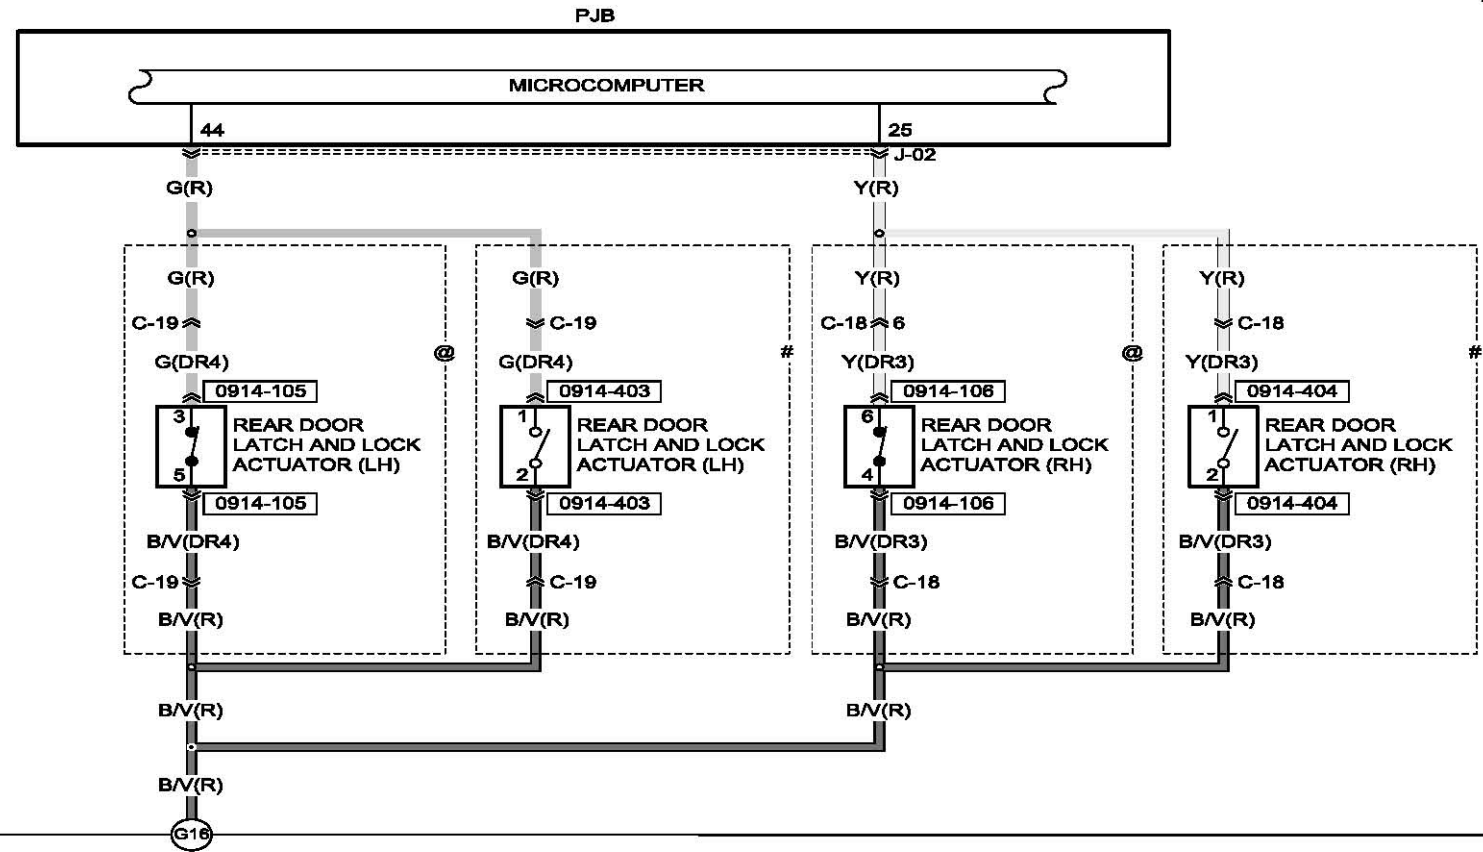 PJB
MICROCOMPUTER
44
25
J-02
G(R)
Y(R)
G(R)
G(R)
Y(R)
Y(R)
C-19
C-19
C-18
6
C-18
@
#
@
#
G(DR4)
G(DR4)
Y(DR3)
Y(DR3)
0914-105
0914-403
0914-106
0914-404
3
REAR DOOR
LATCH AND LOCK
ACTUATOR (LH)
5
1
REAR DOOR
LATCH AND LOCK
ACTUATOR (LH)
2
6
REAR DOOR
LATCH AND LOCK
ACTUATOR (RH)
4
1
REAR DOOR
LATCH AND LOCK
ACTUATOR (RH)
2
0914-105
0914-403
0914-106
0914-404
B/V(DR4)
B/V(DR4)
B/V(DR3)
B/V(DR3)
C-19
C-19
C-18
C-18
B/V(R)
B/V(R)
B/V(R)
B/V(R)
B/V(R)
B/V(R)
B/V(R)
G16